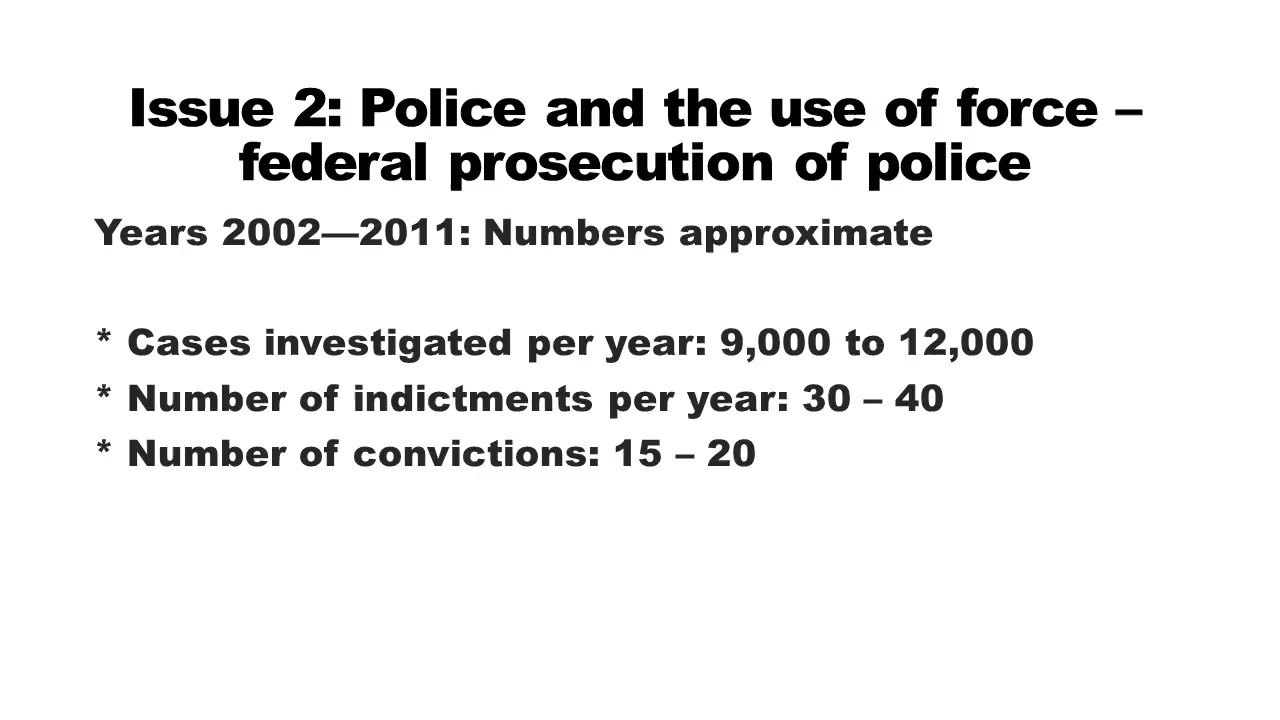 Issue 2: Police and the use of force –
federal prosecution of police
Years 2002—2011: Numbers approximate
* Cases investigated per year: 9,000 to 12,000
* Number of indictments per year: 30 – 40
* Number of convictions: 15 – 20